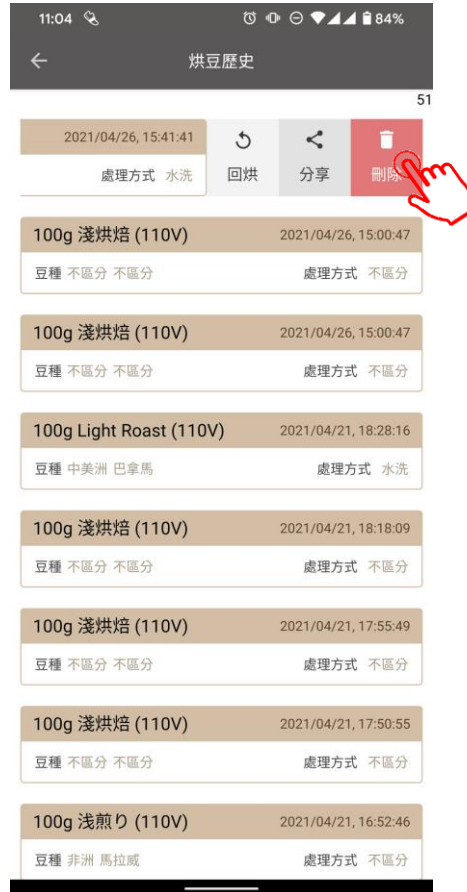 11:04 84%
烘豆歷史
51
2021/04/26, 15:41:41
處理方式 水洗 回烘 分享 刪除
100g 淺烘焙 (110V) 2021/04/26, 15:00:47
豆種 不區分 不區分 處理方式 不區分
100g 淺烘焙 (110V) 2021/04/26, 15:00:47
豆種 不區分 不區分 處理方式 不區分
100g Light Roast (110V) 2021/04/21, 18:28:16
豆種 中美洲 巴拿馬 處理方式 水洗
100g 淺烘焙 (110V) 2021/04/21, 18:18:09
豆種 不區分 不區分 處理方式 不區分
100g 淺烘焙 (110V) 2021/04/21, 17:55:49
豆種 不區分 不區分 處理方式 不區分
100g 淺烘焙 (110V) 2021/04/21, 17:50:55
豆種 不區分 不區分 處理方式 不區分
100g 浅煎り (110V) 2021/04/21, 16:52:46
豆種 非洲 馬拉威 處理方式 不區分